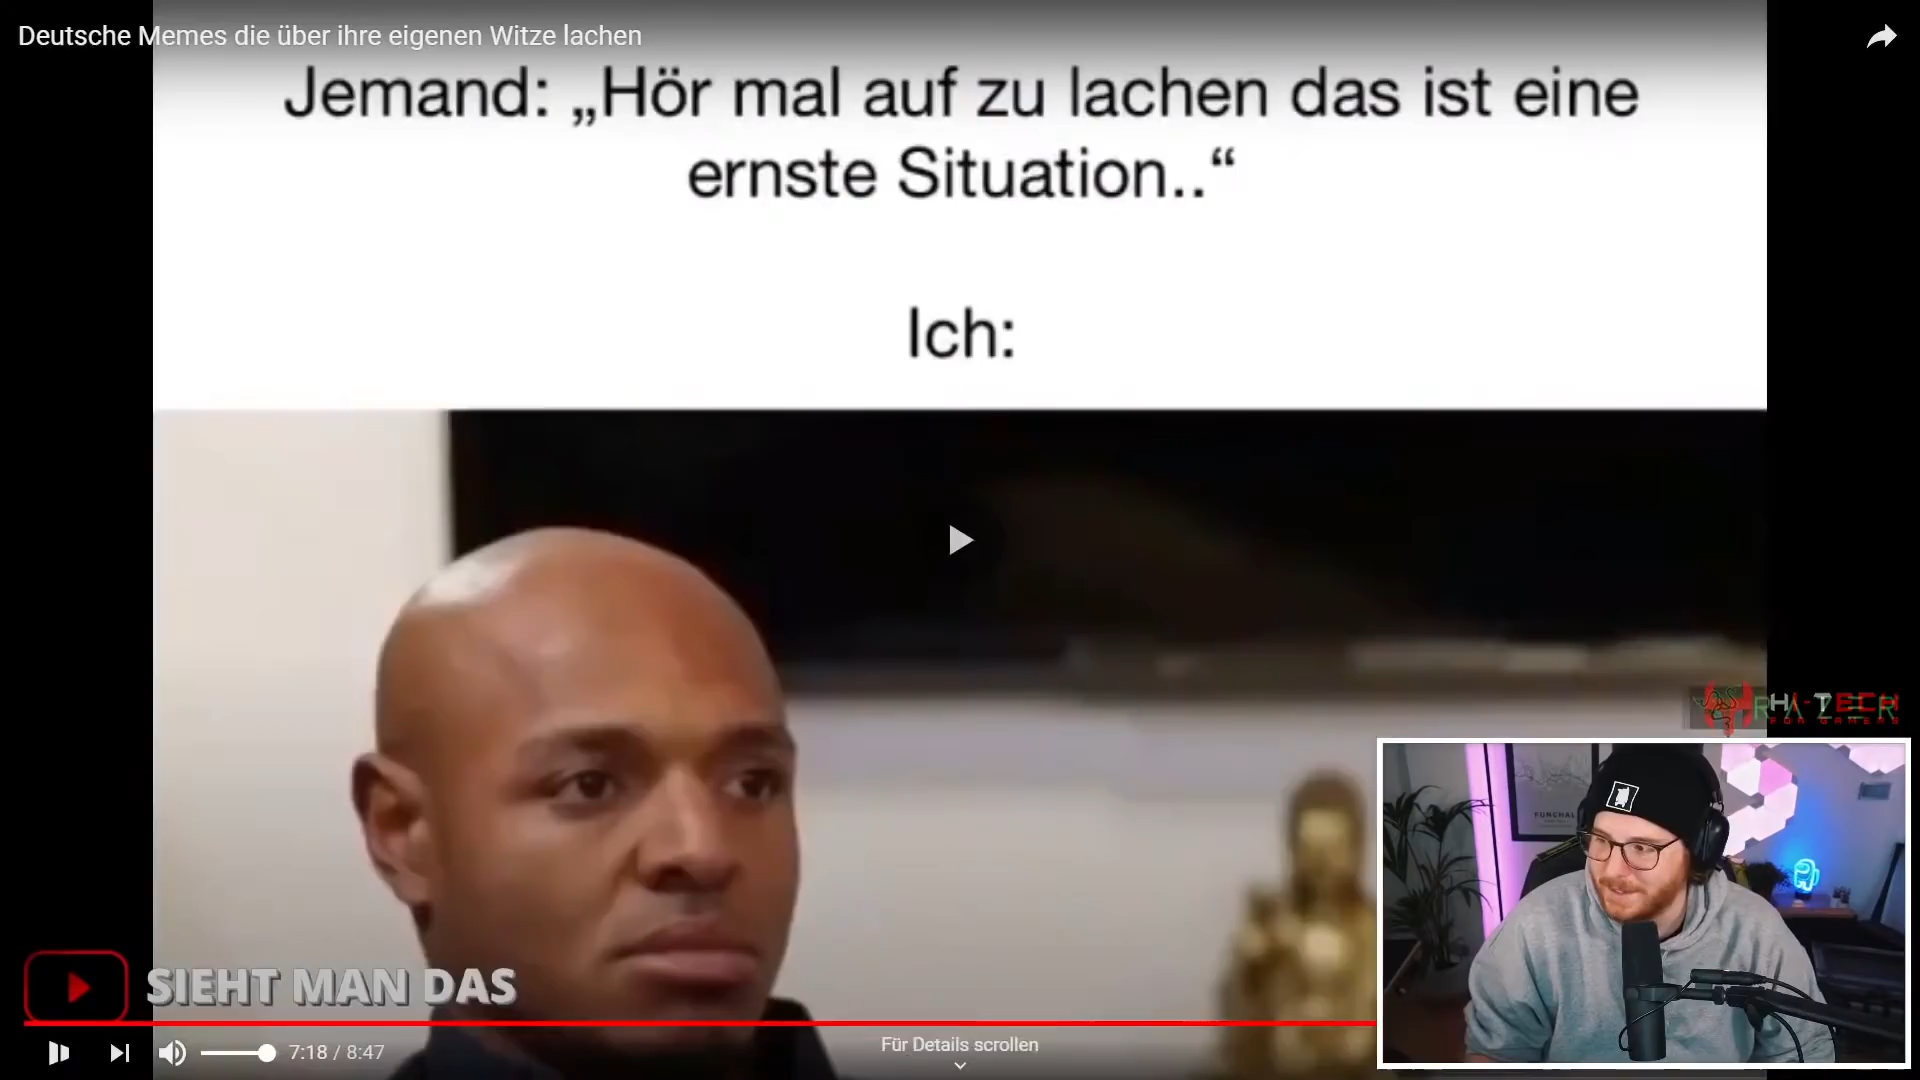 Deutsche Memes die über ihre eigenen Witze lachen
Jemand: „Hör mal auf zu lachen das ist eine
ernste Situation..“
Ich:
FUNCHAL
SIEHT MAN DAS
7:18 / 8:47
Für Details scrollen